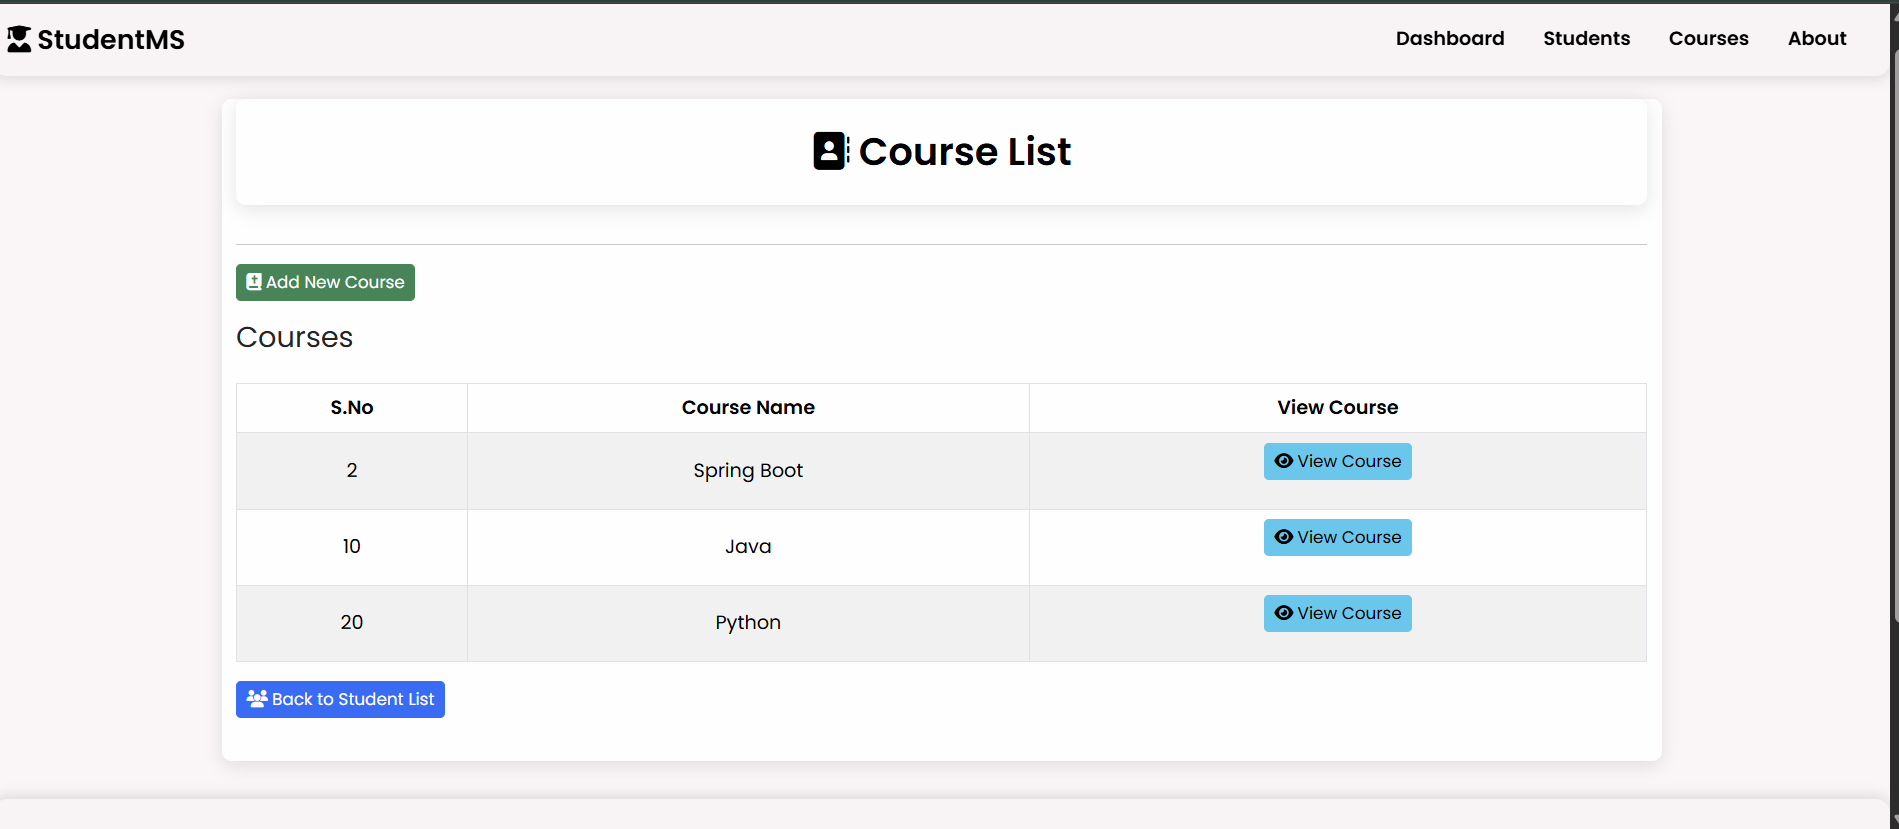 StudentMS
Dashboard Students Courses About
Course List
Add New Course
Courses
S.No Course Name View Course
2 Spring Boot View Course
10 Java View Course
20 Python View Course
Back to Student List